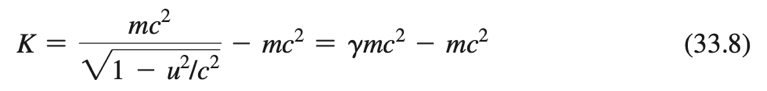 K = mc²/√(1 − u²/c²) − mc² = γmc² − mc² (33.8)